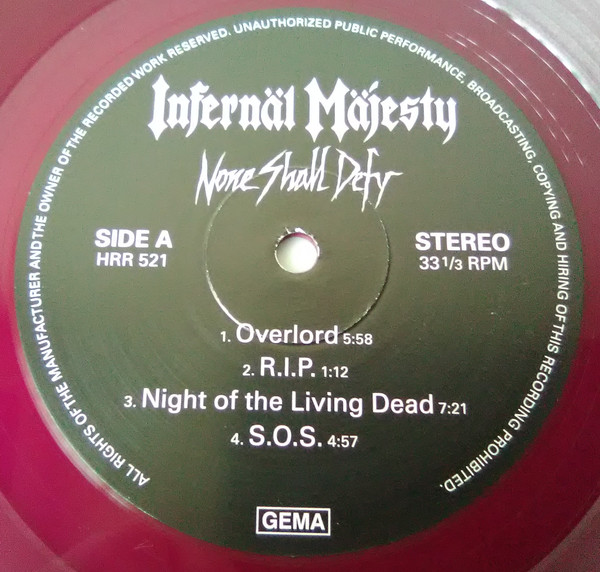 ALL RIGHTS OF THE MANUFACTURER AND THE OWNER OF THE RECORDED WORK RESERVED. UNAUTHORIZED PUBLIC PERFORMANCE, BROADCASTING, COPYING AND HIRING OF THIS RECORDING PROHIBITED.
Infernäl Mäjesty
None Shall Defy
SIDE A
HRR 521
STEREO
33 1/3 RPM
1. Overlord 5:58
2. R.I.P. 1:12
3. Night of the Living Dead 7:21
4. S.O.S. 4:57
GEMA